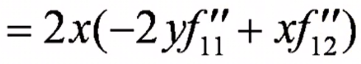 = 2x(−2yf″₁₁ + xf″₁₂)